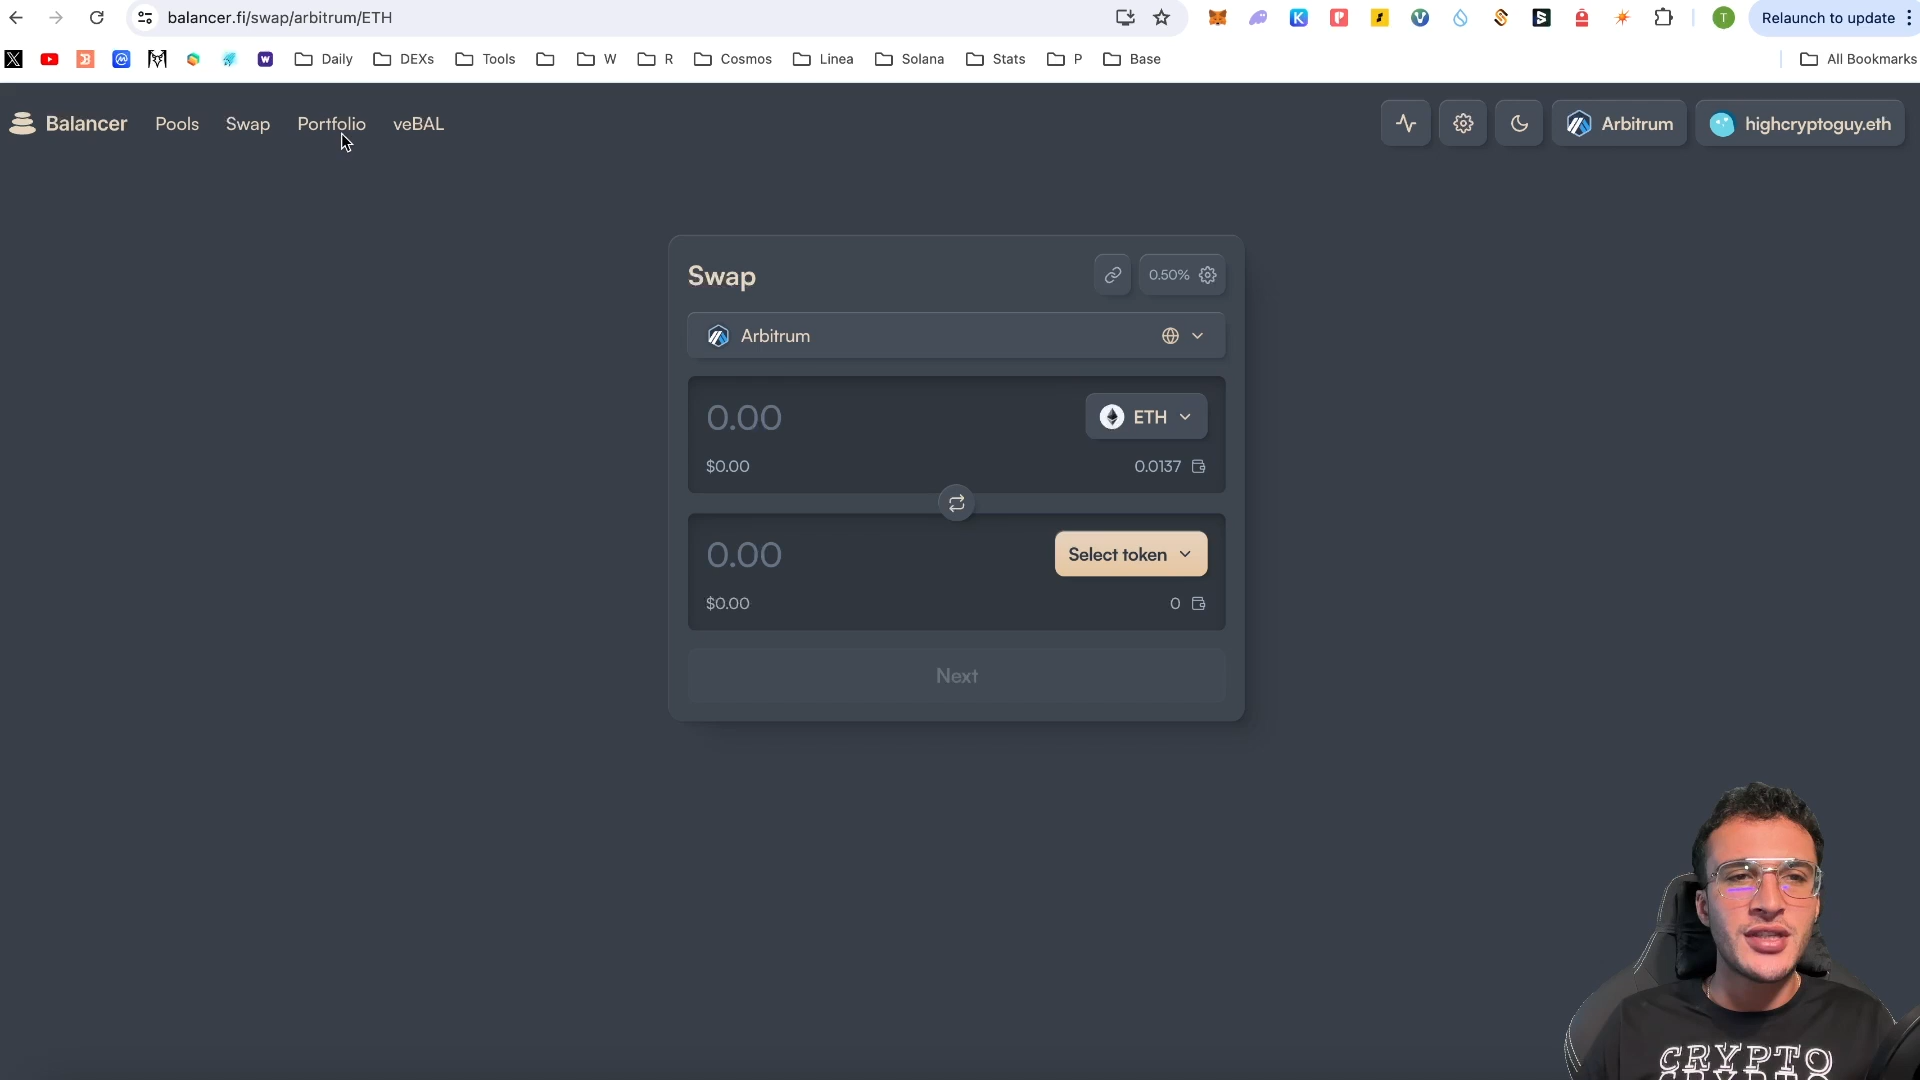 balancer.fi/swap/arbitrum/ETH
T
Relaunch to update
Daily
DEXs
Tools
W
R
Cosmos
Linea
Solana
Stats
P
Base
All Bookmarks
Balancer
Pools
Swap
Portfolio
veBAL
Arbitrum
highcryptoguy.eth
Swap
0.50%
Arbitrum
0.00
ETH
$0.00
0.0137
0.00
Select token
$0.00
0
Next
CRYPTO